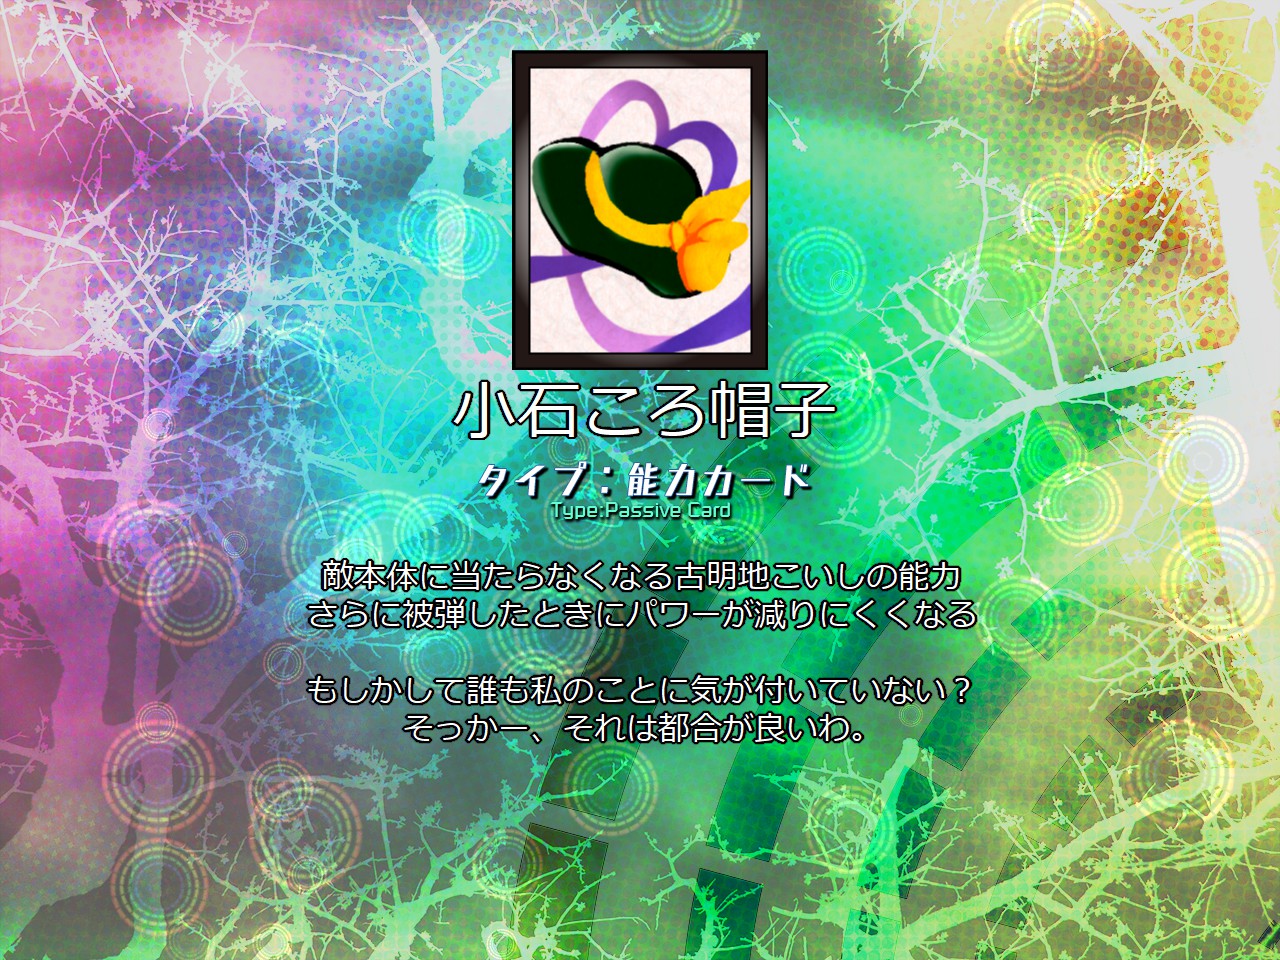 小石ころ帽子
タイプ：能力カード
Type:Passive Card
敵本体に当たらなくなる古明地こいしの能力
さらに被弾したときにパワーが減りにくくなる
もしかして誰も私のことに気が付いていない？
そっかー、それは都合が良いわ。